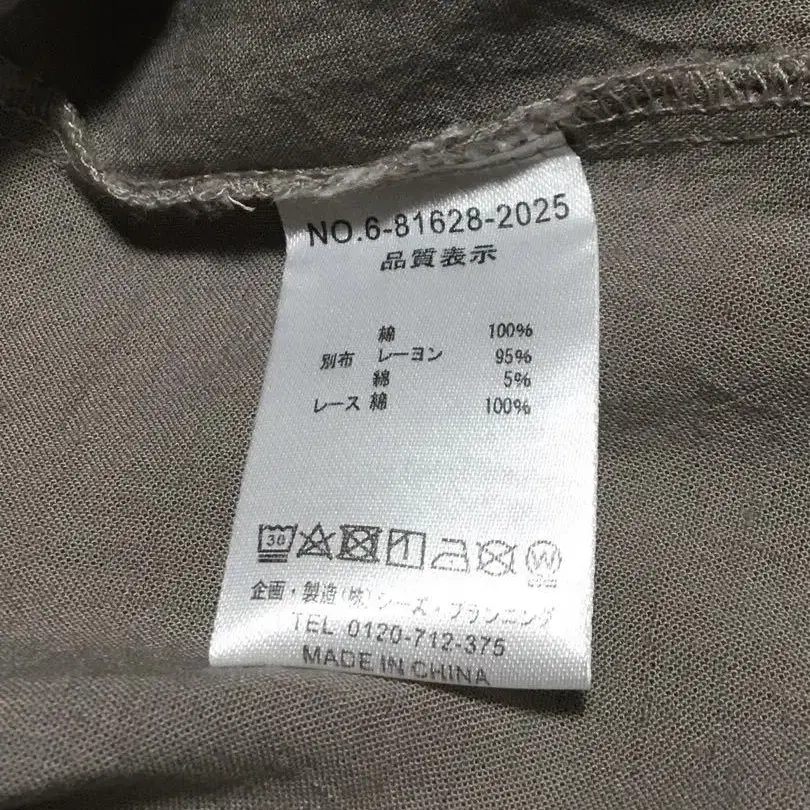 NO.6-81628-2025
品質表示
綿 100%
別布 レーヨン 95%
綿 5%
レース 綿 100%
30
W
企画・製造(株)シーズ・プランニング
TEL 0120-712-375
MADE IN CHINA